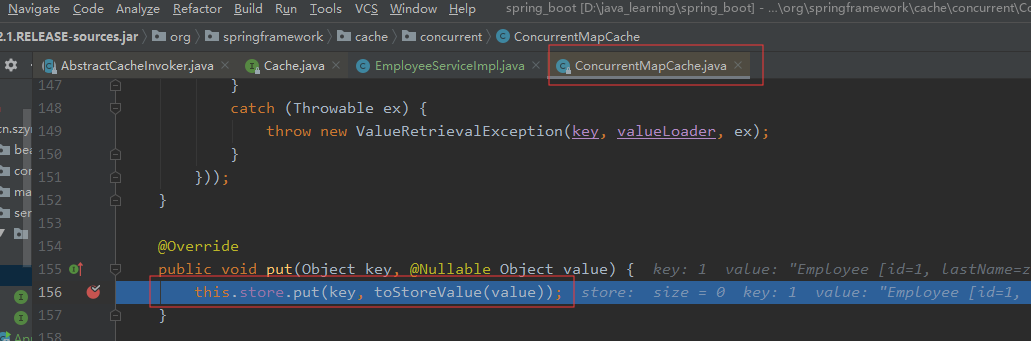 Navigate Code Analyze Refactor Build Run Tools VCS Window Help spring_boot [D:\java_learning\spring_boot] - ...\org\springframework\cache\concurrent\Co
2.1.RELEASE-sources.jar org springframework cache concurrent ConcurrentMapCache
AbstractCacheInvoker.java × Cache.java × EmployeeServiceImpl.java × ConcurrentMapCache.java ×
147 }
148 catch (Throwable ex) {
149 throw new ValueRetrievalException(key, valueLoader, ex);
150 }
151 }));
152 }
153
154 @Override
155 public void put(Object key, @Nullable Object value) { key: 1 value: "Employee [id=1, lastName=z
156 this.store.put(key, toStoreValue(value)); store: size = 0 key: 1 value: "Employee [id=1,
157 }
158
cn.szy
bea
con
ma
ser